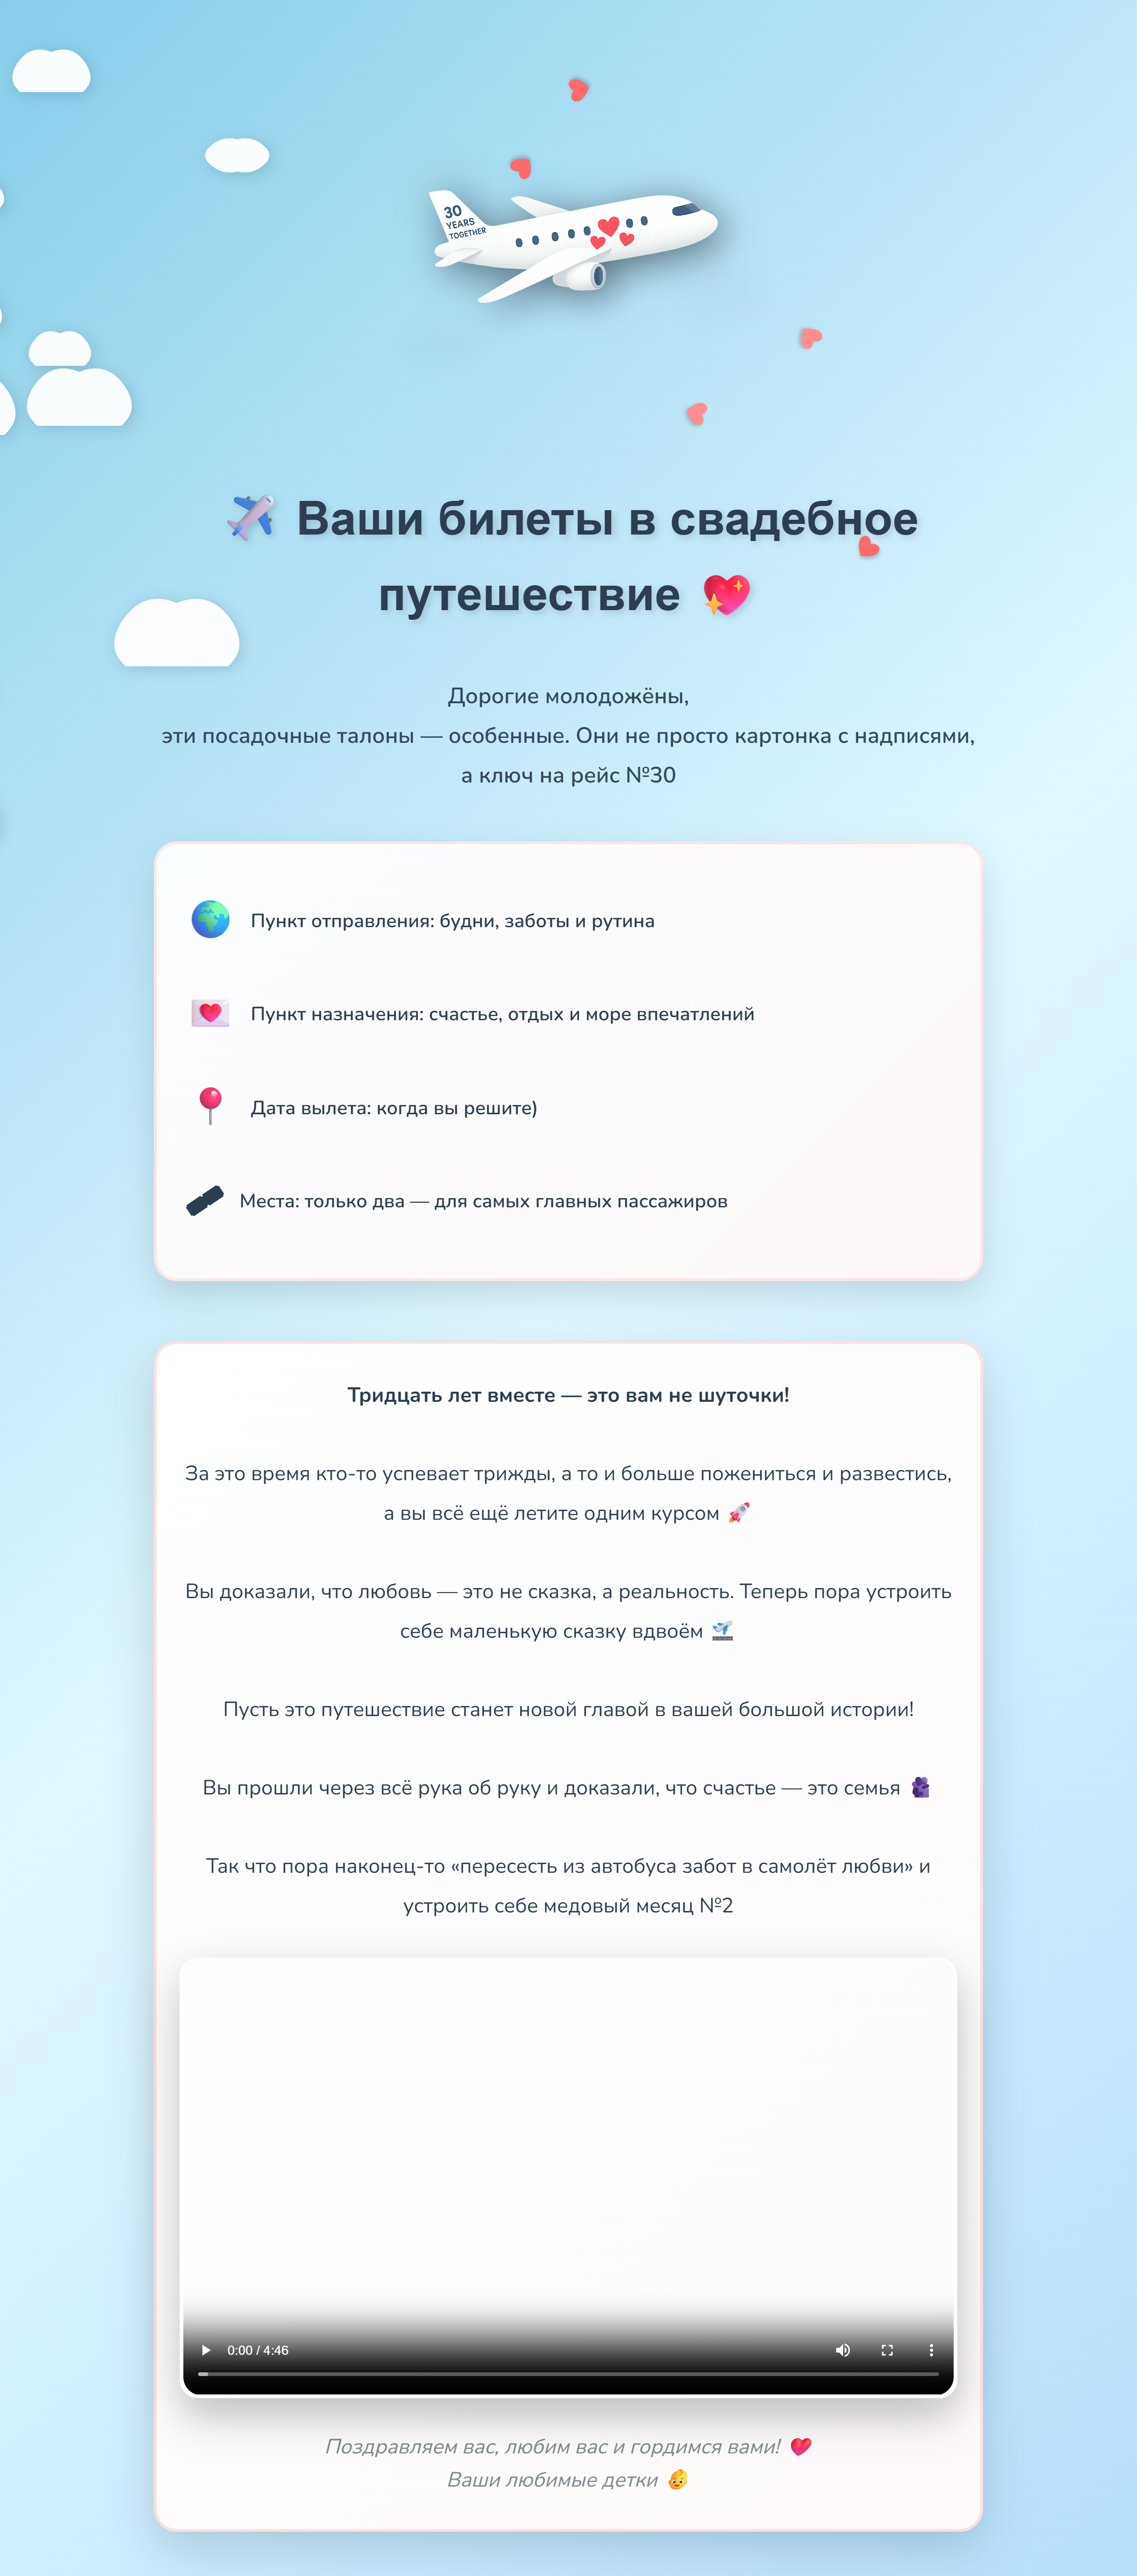 30
YEARS
TOGETHER
✈️ Ваши билеты в свадебное
путешествие 💖
Дорогие молодожёны,
эти посадочные талоны — особенные. Они не просто картонка с надписями,
а ключ на рейс №30
🌍 Пункт отправления: будни, заботы и рутина
💌 Пункт назначения: счастье, отдых и море впечатлений
📍 Дата вылета: когда вы решите)
Места: только два — для самых главных пассажиров
Тридцать лет вместе — это вам не шуточки!
За это время кто-то успевает трижды, а то и больше пожениться и развестись,
а вы всё ещё летите одним курсом 🚀
Вы доказали, что любовь — это не сказка, а реальность. Теперь пора устроить
себе маленькую сказку вдвоём 🛫
Пусть это путешествие станет новой главой в вашей большой истории!
Вы прошли через всё рука об руку и доказали, что счастье — это семья 🫂
Так что пора наконец-то «пересесть из автобуса забот в самолёт любви» и
устроить себе медовый месяц №2
0:00 / 4:46
Поздравляем вас, любим вас и гордимся вами! ❤️
Ваши любимые детки 👶